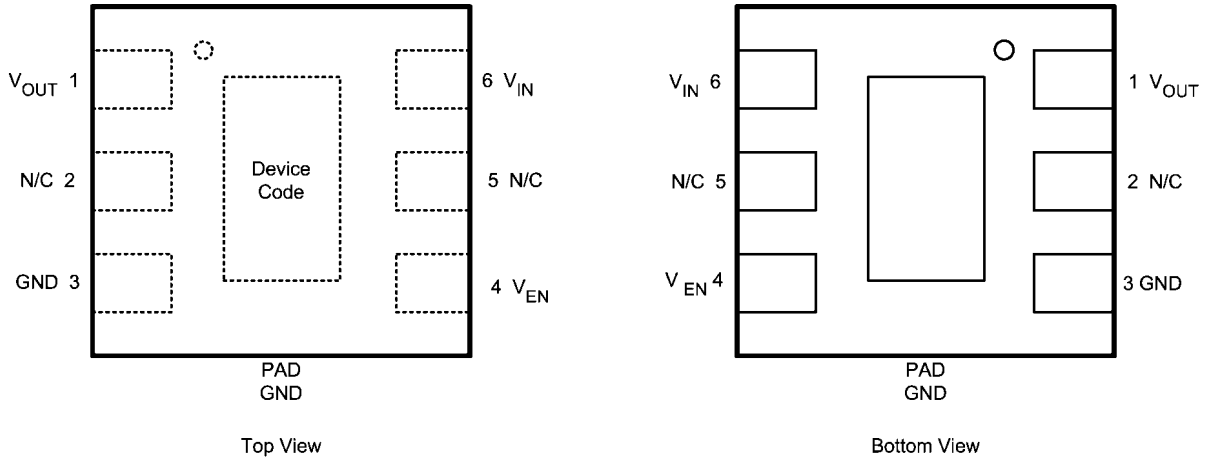 V_OUT 1
N/C 2
GND 3
Device
Code
6 V_IN
5 N/C
4 V_EN
PAD
GND
Top View
V_IN 6
N/C 5
V_EN 4
1 V_OUT
2 N/C
3 GND
PAD
GND
Bottom View